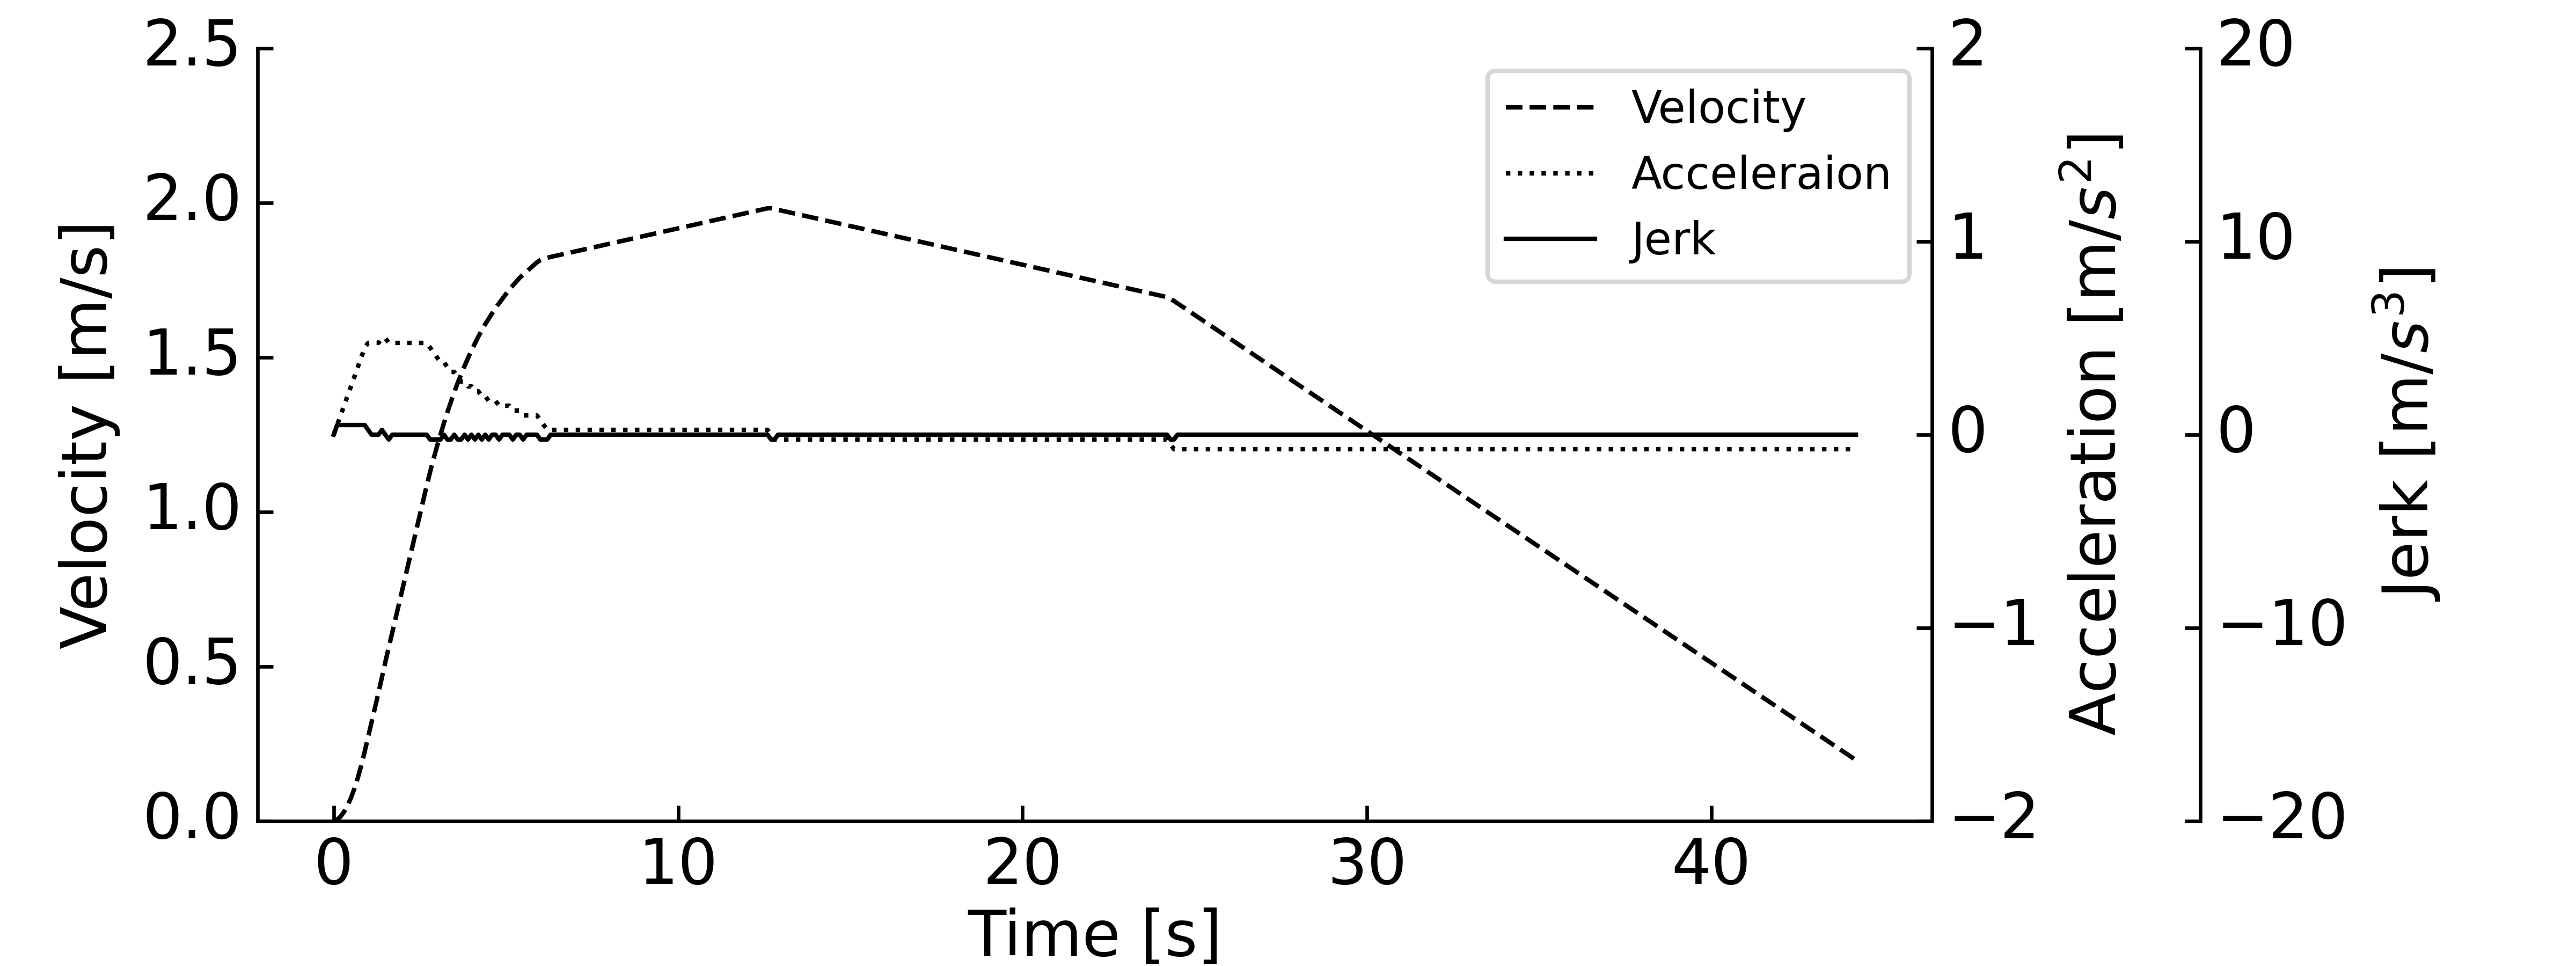 Velocity [m/s]
2.5
2.0
1.5
1.0
0.5
0.0
0 10 20 30 40
Time [s]
Velocity
Acceleraion
Jerk
2
1
0
−1
−2
Acceleration [m/s²]
20
10
0
−10
−20
Jerk [m/s³]